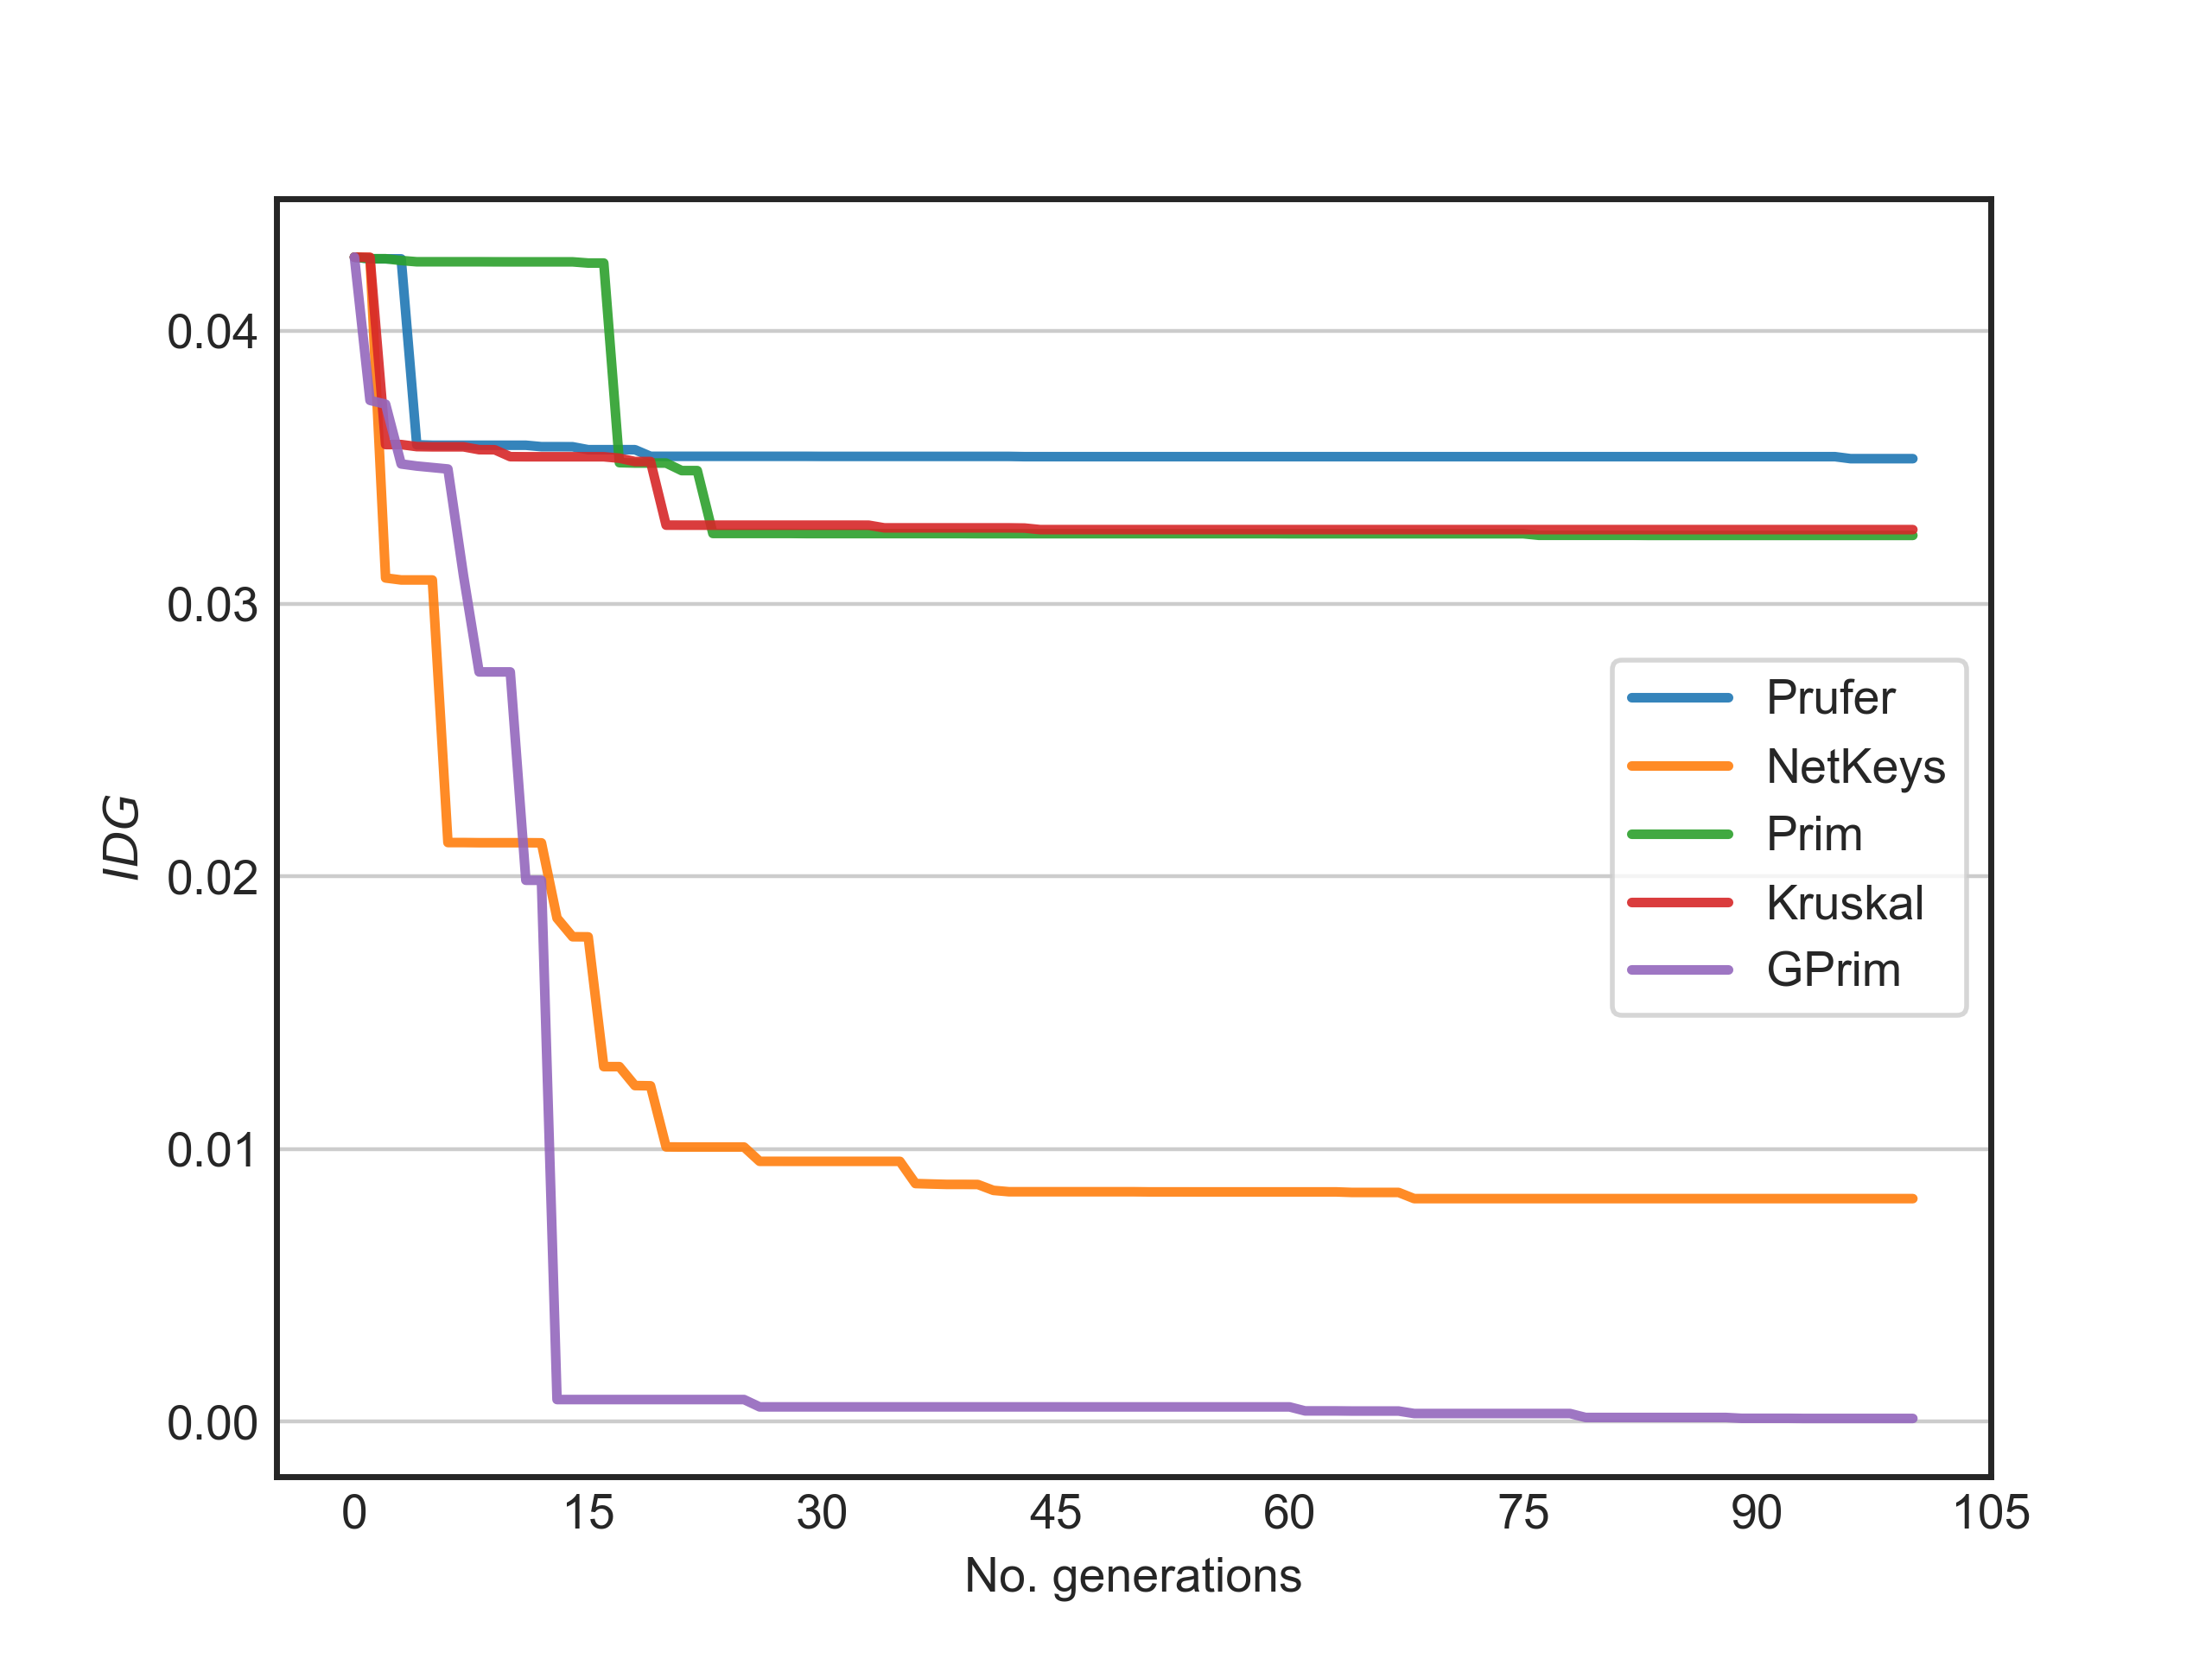 0.04
0.03
0.02
0.01
0.00
IDG
0 15 30 45 60 75 90 105
No. generations
Prufer
NetKeys
Prim
Kruskal
GPrim